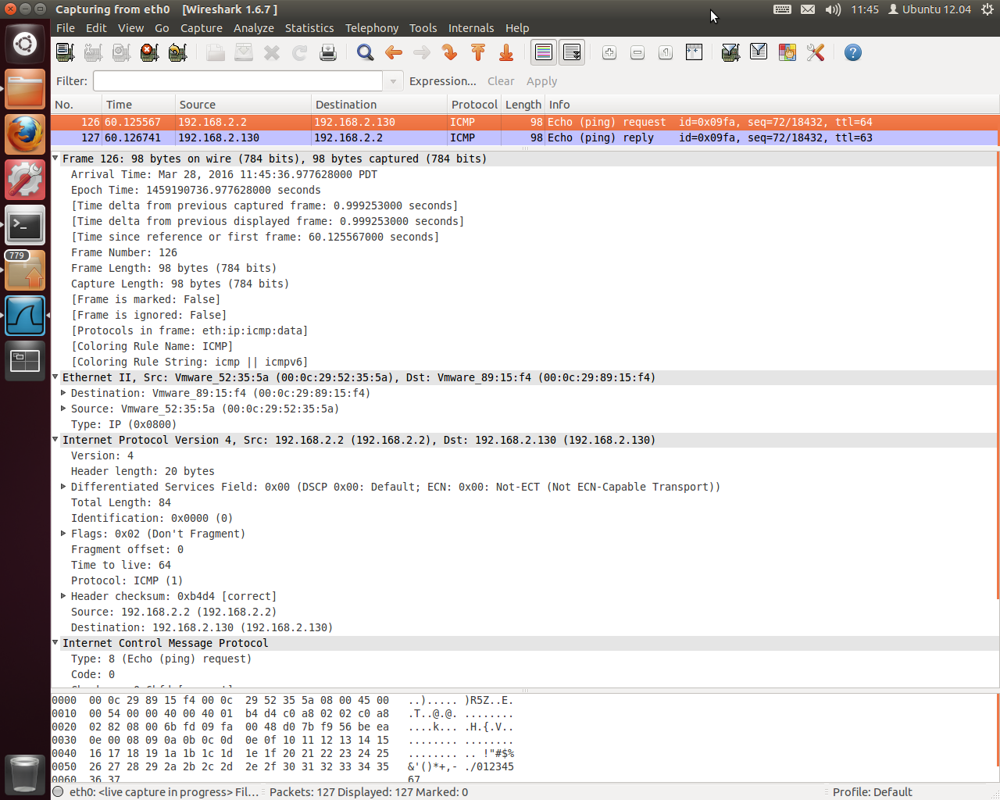 Capturing from eth0 [Wireshark 1.6.7 ] 11:45 Ubuntu 12.04
File Edit View Go Capture Analyze Statistics Telephony Tools Internals Help
Filter: Expression... Clear Apply
No. Time Source Destination Protocol Length Info
126 60.125567 192.168.2.2 192.168.2.130 ICMP 98 Echo (ping) request id=0x09fa, seq=72/18432, ttl=64
127 60.126741 192.168.2.130 192.168.2.2 ICMP 98 Echo (ping) reply id=0x09fa, seq=72/18432, ttl=63
Frame 126: 98 bytes on wire (784 bits), 98 bytes captured (784 bits)
Arrival Time: Mar 28, 2016 11:45:36.977628000 PDT
Epoch Time: 1459190736.977628000 seconds
[Time delta from previous captured frame: 0.999253000 seconds]
[Time delta from previous displayed frame: 0.999253000 seconds]
[Time since reference or first frame: 60.125567000 seconds]
Frame Number: 126
Frame Length: 98 bytes (784 bits)
Capture Length: 98 bytes (784 bits)
[Frame is marked: False]
[Frame is ignored: False]
[Protocols in frame: eth:ip:icmp:data]
[Coloring Rule Name: ICMP]
[Coloring Rule String: icmp || icmpv6]
Ethernet II, Src: Vmware_52:35:5a (00:0c:29:52:35:5a), Dst: Vmware_89:15:f4 (00:0c:29:89:15:f4)
Destination: Vmware_89:15:f4 (00:0c:29:89:15:f4)
Source: Vmware_52:35:5a (00:0c:29:52:35:5a)
Type: IP (0x0800)
Internet Protocol Version 4, Src: 192.168.2.2 (192.168.2.2), Dst: 192.168.2.130 (192.168.2.130)
Version: 4
Header length: 20 bytes
Differentiated Services Field: 0x00 (DSCP 0x00: Default; ECN: 0x00: Not-ECT (Not ECN-Capable Transport))
Total Length: 84
Identification: 0x0000 (0)
Flags: 0x02 (Don't Fragment)
Fragment offset: 0
Time to live: 64
Protocol: ICMP (1)
Header checksum: 0xb4d4 [correct]
Source: 192.168.2.2 (192.168.2.2)
Destination: 192.168.2.130 (192.168.2.130)
Internet Control Message Protocol
Type: 8 (Echo (ping) request)
Code: 0
0000 00 0c 29 89 15 f4 00 0c 29 52 35 5a 08 00 45 00 ..)..... )R5Z..E.
0010 00 54 00 00 40 00 40 01 b4 d4 c0 a8 02 02 c0 a8 .T..@.@. ........
0020 02 82 08 00 6b fd 09 fa 00 48 d0 7b f9 56 be ea ....k... .H.{.V..
0030 0e 00 08 09 0a 0b 0c 0d 0e 0f 10 11 12 13 14 15 ........ ........
0040 16 17 18 19 1a 1b 1c 1d 1e 1f 20 21 22 23 24 25 ........ .. !"#$%
0050 26 27 28 29 2a 2b 2c 2d 2e 2f 30 31 32 33 34 35 &'()*+,- ./012345
0060 36 37 67
eth0: <live capture in progress> Fil... Packets: 127 Displayed: 127 Marked: 0 Profile: Default
779